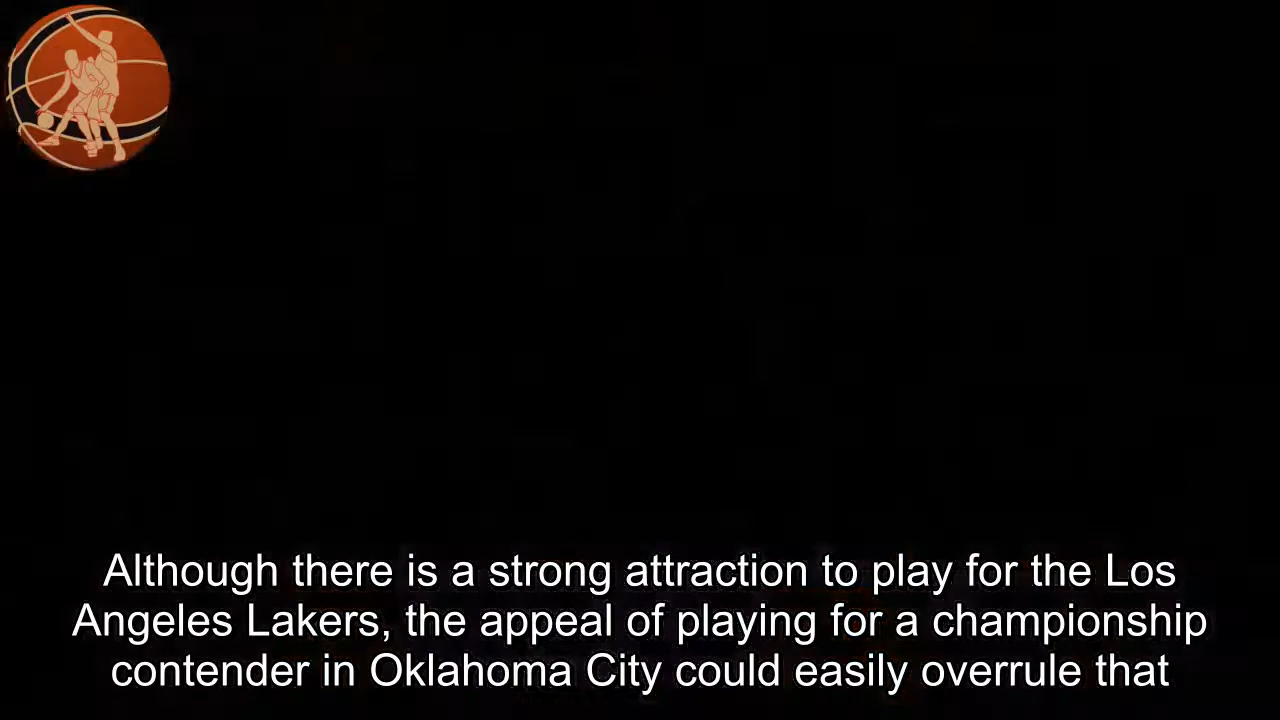 Although there is a strong attraction to play for the Los
Angeles Lakers, the appeal of playing for a championship
contender in Oklahoma City could easily overrule that